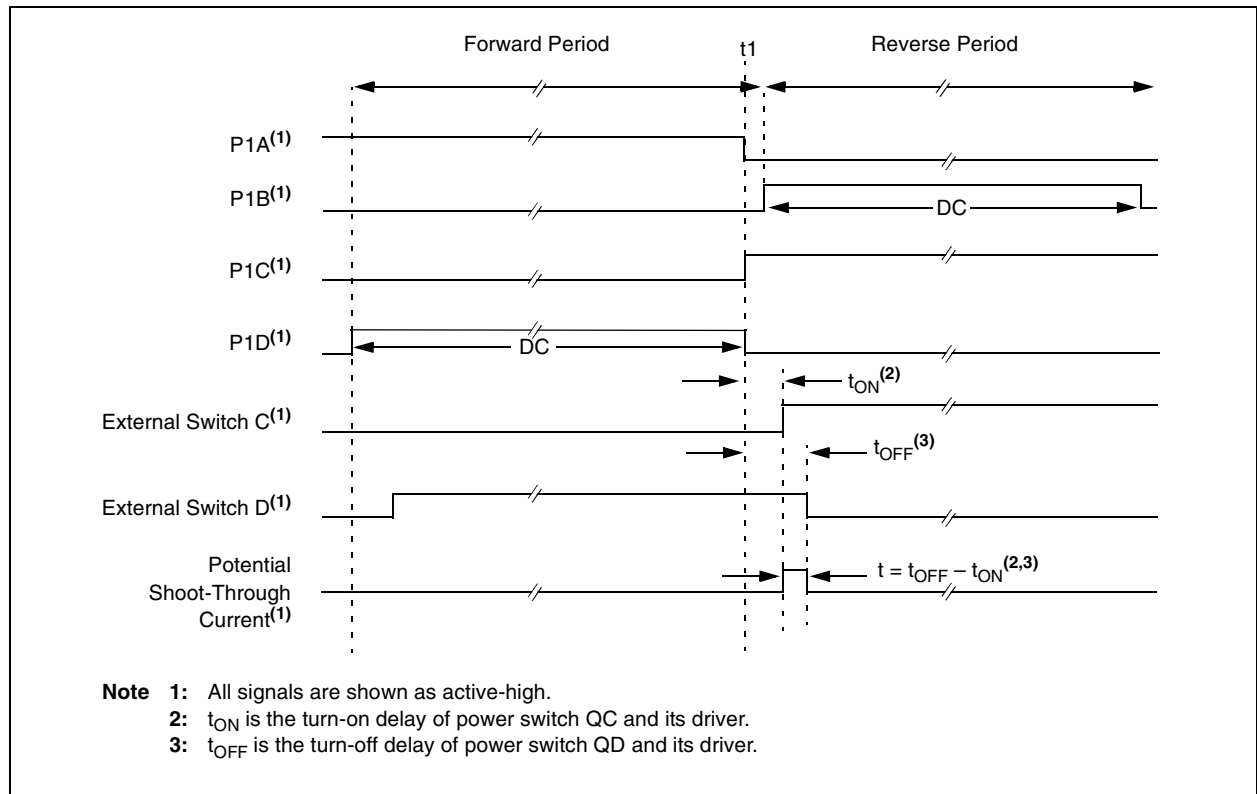 Forward Period
t1
Reverse Period
P1A(1)
P1B(1)
DC
P1C(1)
P1D(1)
DC
tON(2)
External Switch C(1)
tOFF(3)
External Switch D(1)
Potential
Shoot-Through
Current(1)
t = tOFF – tON(2,3)
Note 1: All signals are shown as active-high.
2: tON is the turn-on delay of power switch QC and its driver.
3: tOFF is the turn-off delay of power switch QD and its driver.